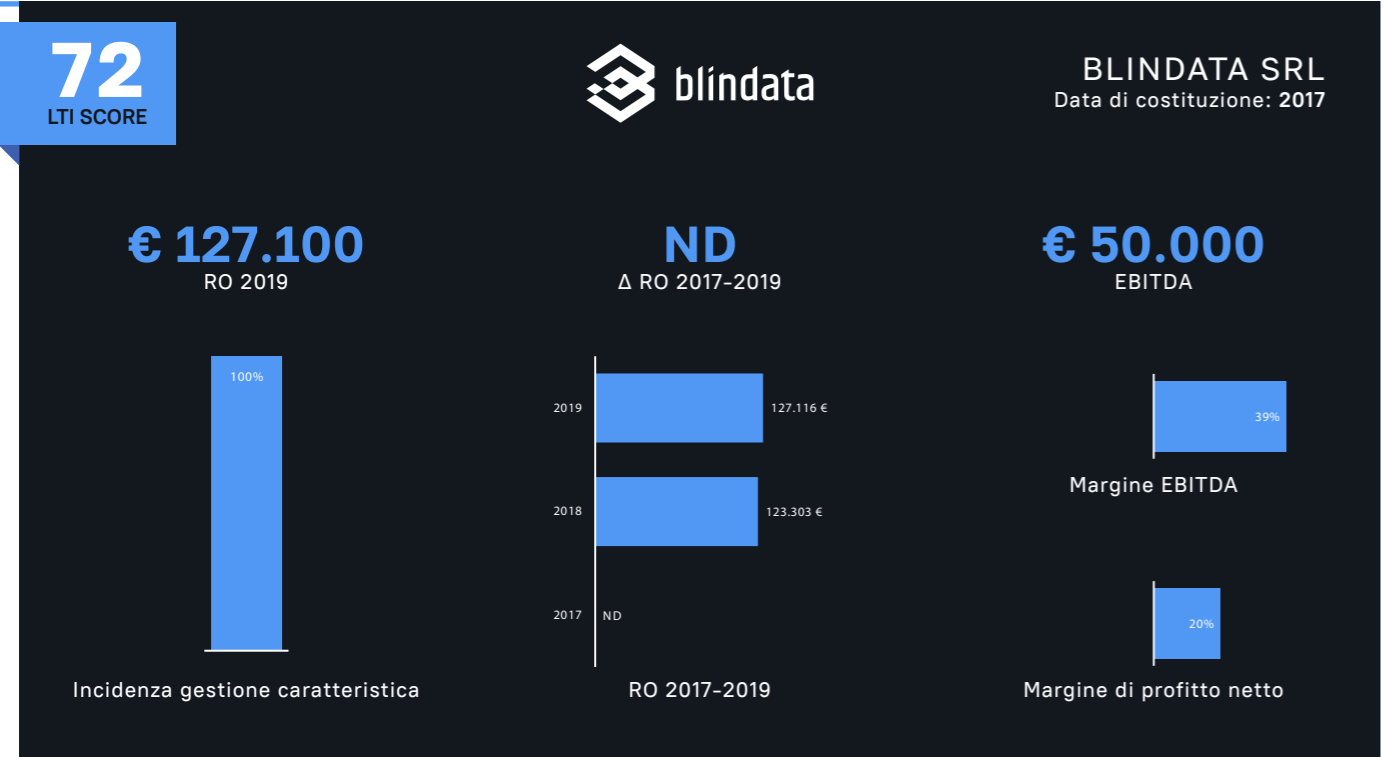 72
LTI SCORE
blindata
BLINDATA SRL
Data di costituzione: 2017
€ 127.100
RO 2019
ND
Δ RO 2017-2019
€ 50.000
EBITDA
100%
Incidenza gestione caratteristica
2019
127.116 €
2018
123.303 €
2017
ND
RO 2017-2019
39%
Margine EBITDA
20%
Margine di profitto netto